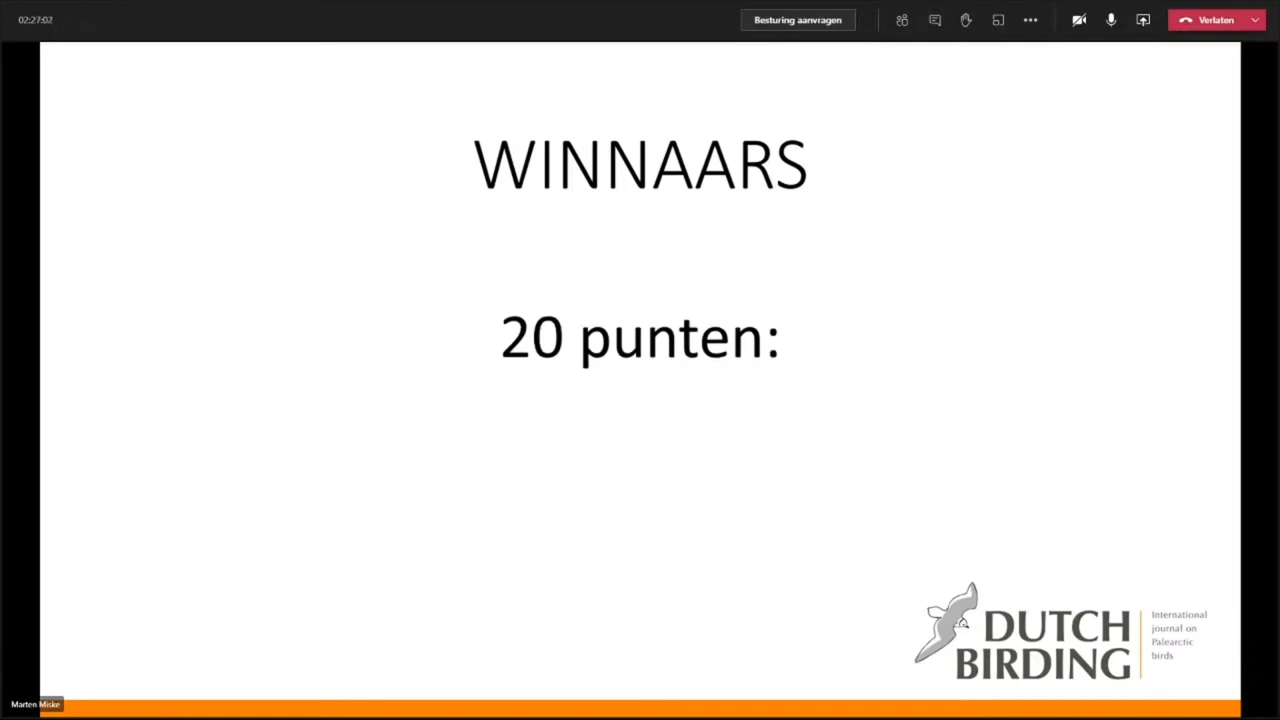 02:27:02
Besturing aanvragen
Verlaten
WINNAARS
20 punten:
DUTCH
BIRDING
International
journal on
Palearctic
birds
Marten Miske